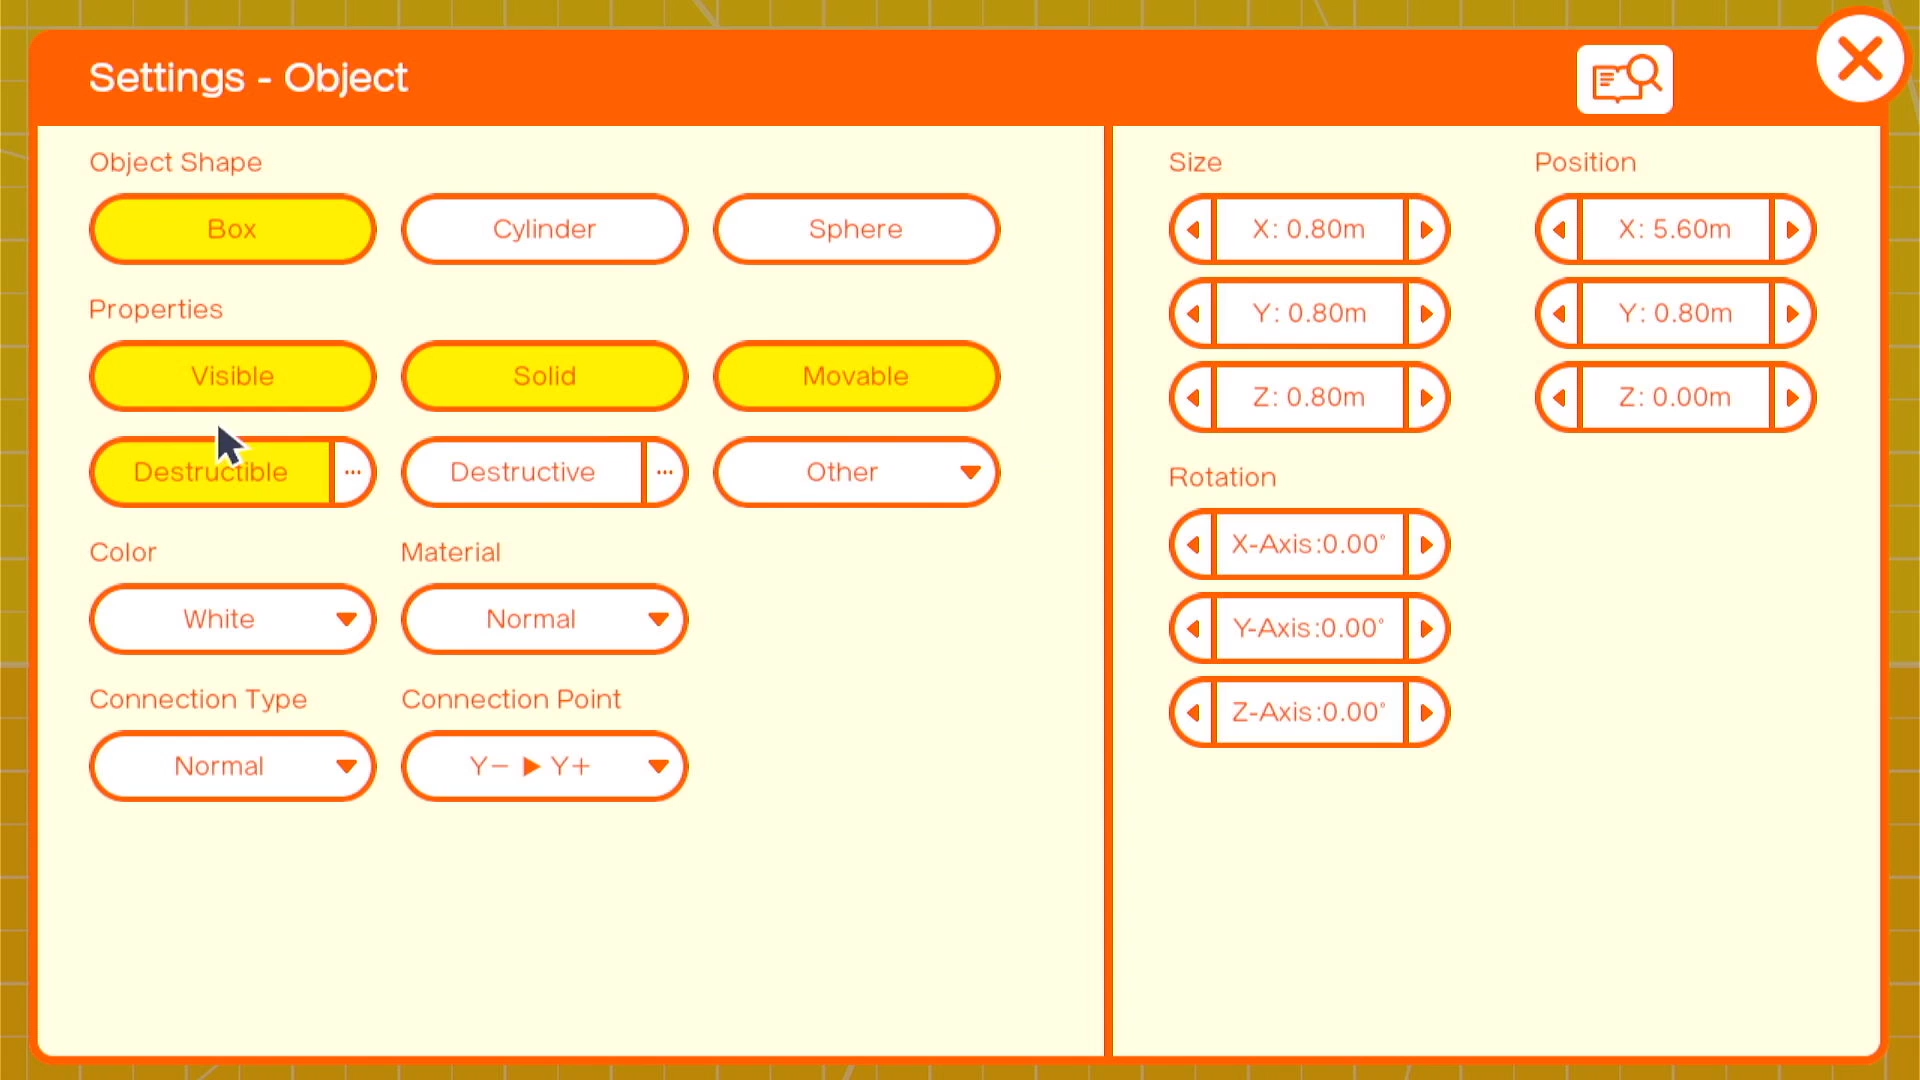 Settings - Object
Object Shape
Box
Cylinder
Sphere
Properties
Visible
Solid
Movable
Destructible
...
Destructive
...
Other
Color
Material
White
Normal
Connection Type
Connection Point
Normal
Y− ▶ Y+
Size
Position
X: 0.80m
X: 5.60m
Y: 0.80m
Y: 0.80m
Z: 0.80m
Z: 0.00m
Rotation
X-Axis:0.00°
Y-Axis:0.00°
Z-Axis:0.00°